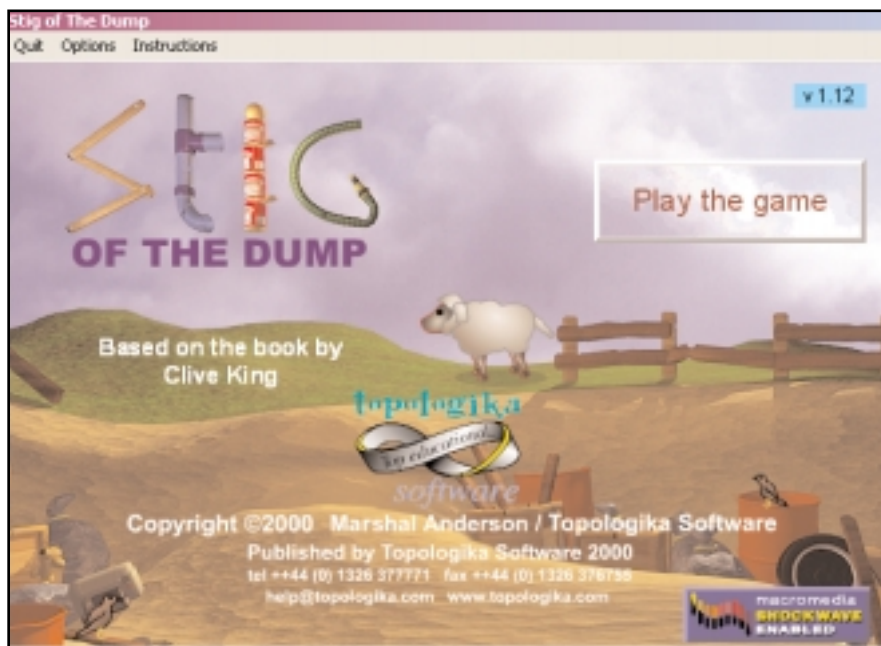 Stig of The Dump
Quit Options Instructions
v 1.12
StiG
OF THE DUMP
Play the game
Based on the book by
Clive King
topologika
Top educational
software
Copyright ©2000 Marshal Anderson / Topologika Software
Published by Topologika Software 2000
tel ++44 (0) 1326 377771 fax ++44 (0) 1326 376755
help@topologika.com www.topologika.com
macromedia
SHOCKWAVE
ENABLED